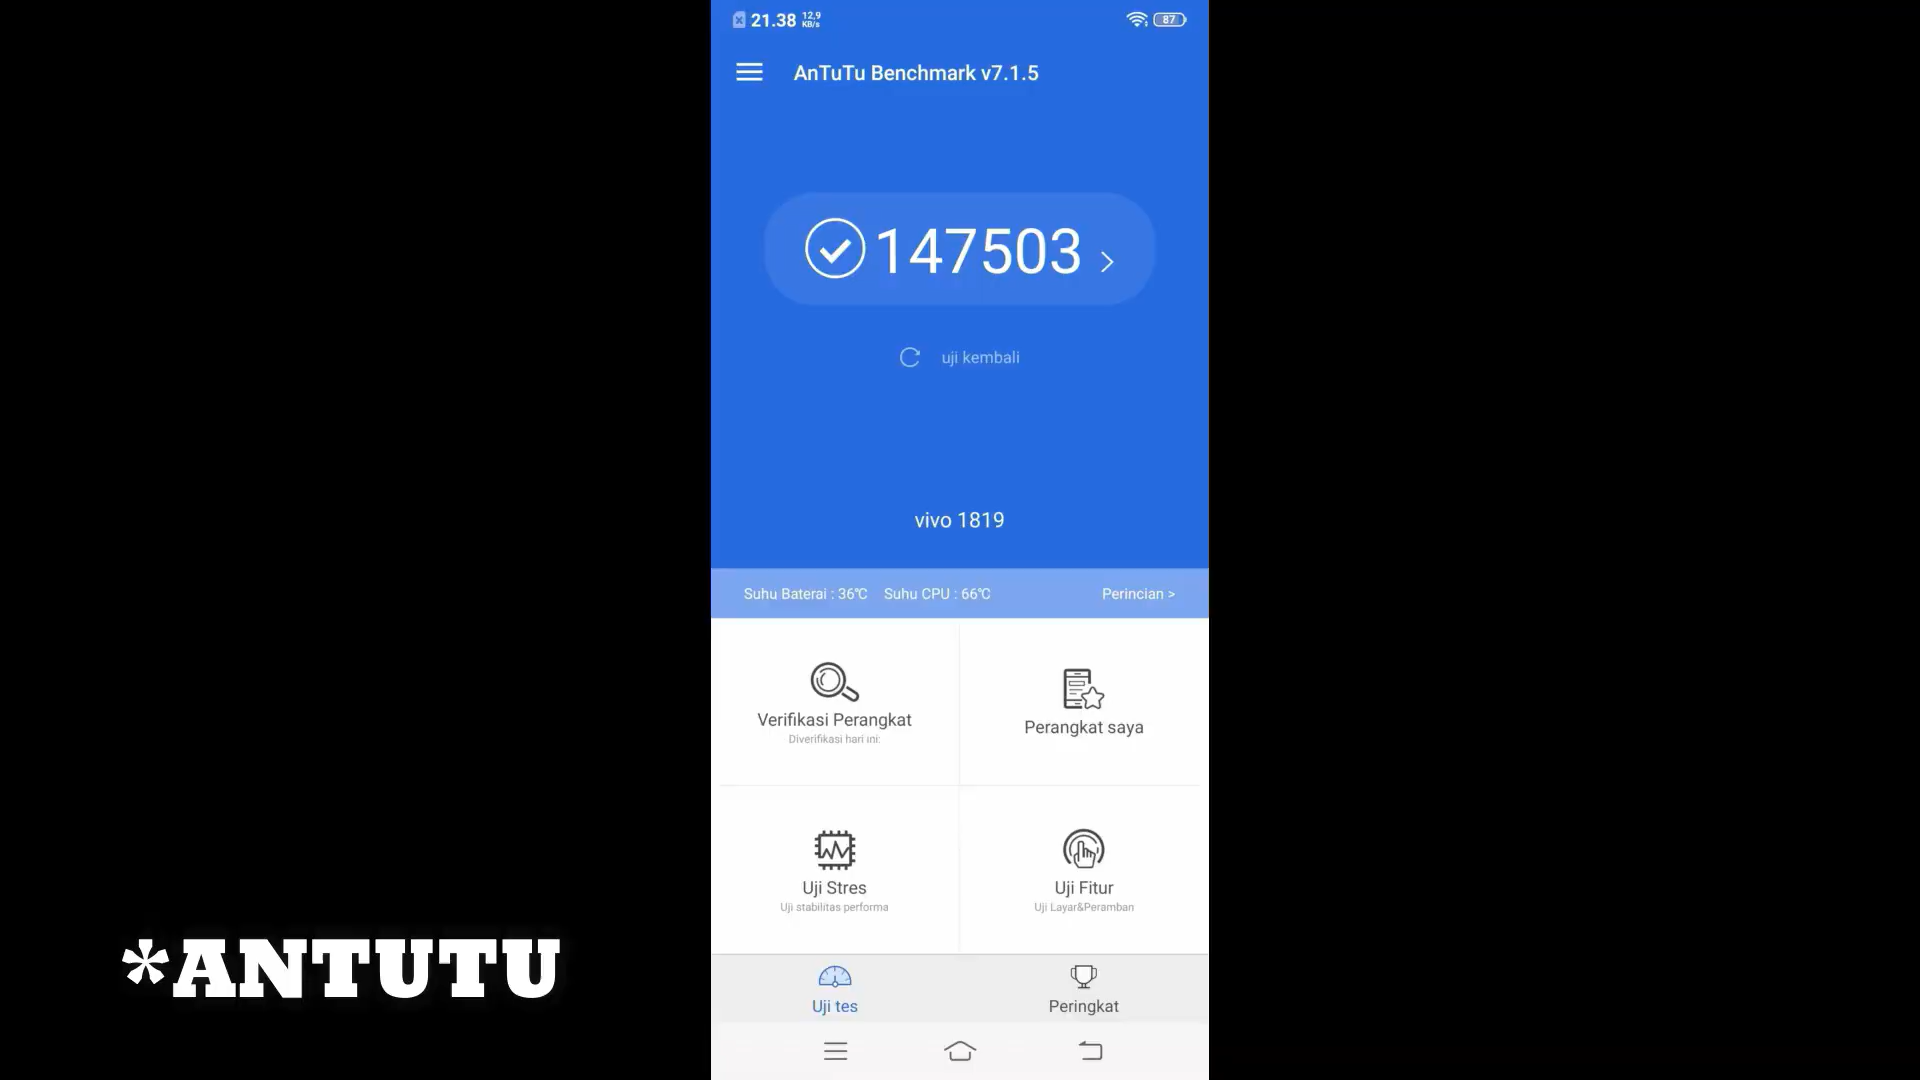 21.38 12,9 KB/s 87
AnTuTu Benchmark v7.1.5
147503 >
uji kembali
vivo 1819
Suhu Baterai : 36℃ Suhu CPU : 66℃ Perincian >
Verifikasi Perangkat
Diverifikasi hari ini:
Perangkat saya
Uji Stres
Uji stabilitas performa
Uji Fitur
Uji Layar&Peramban
*ANTUTU
Uji tes
Peringkat